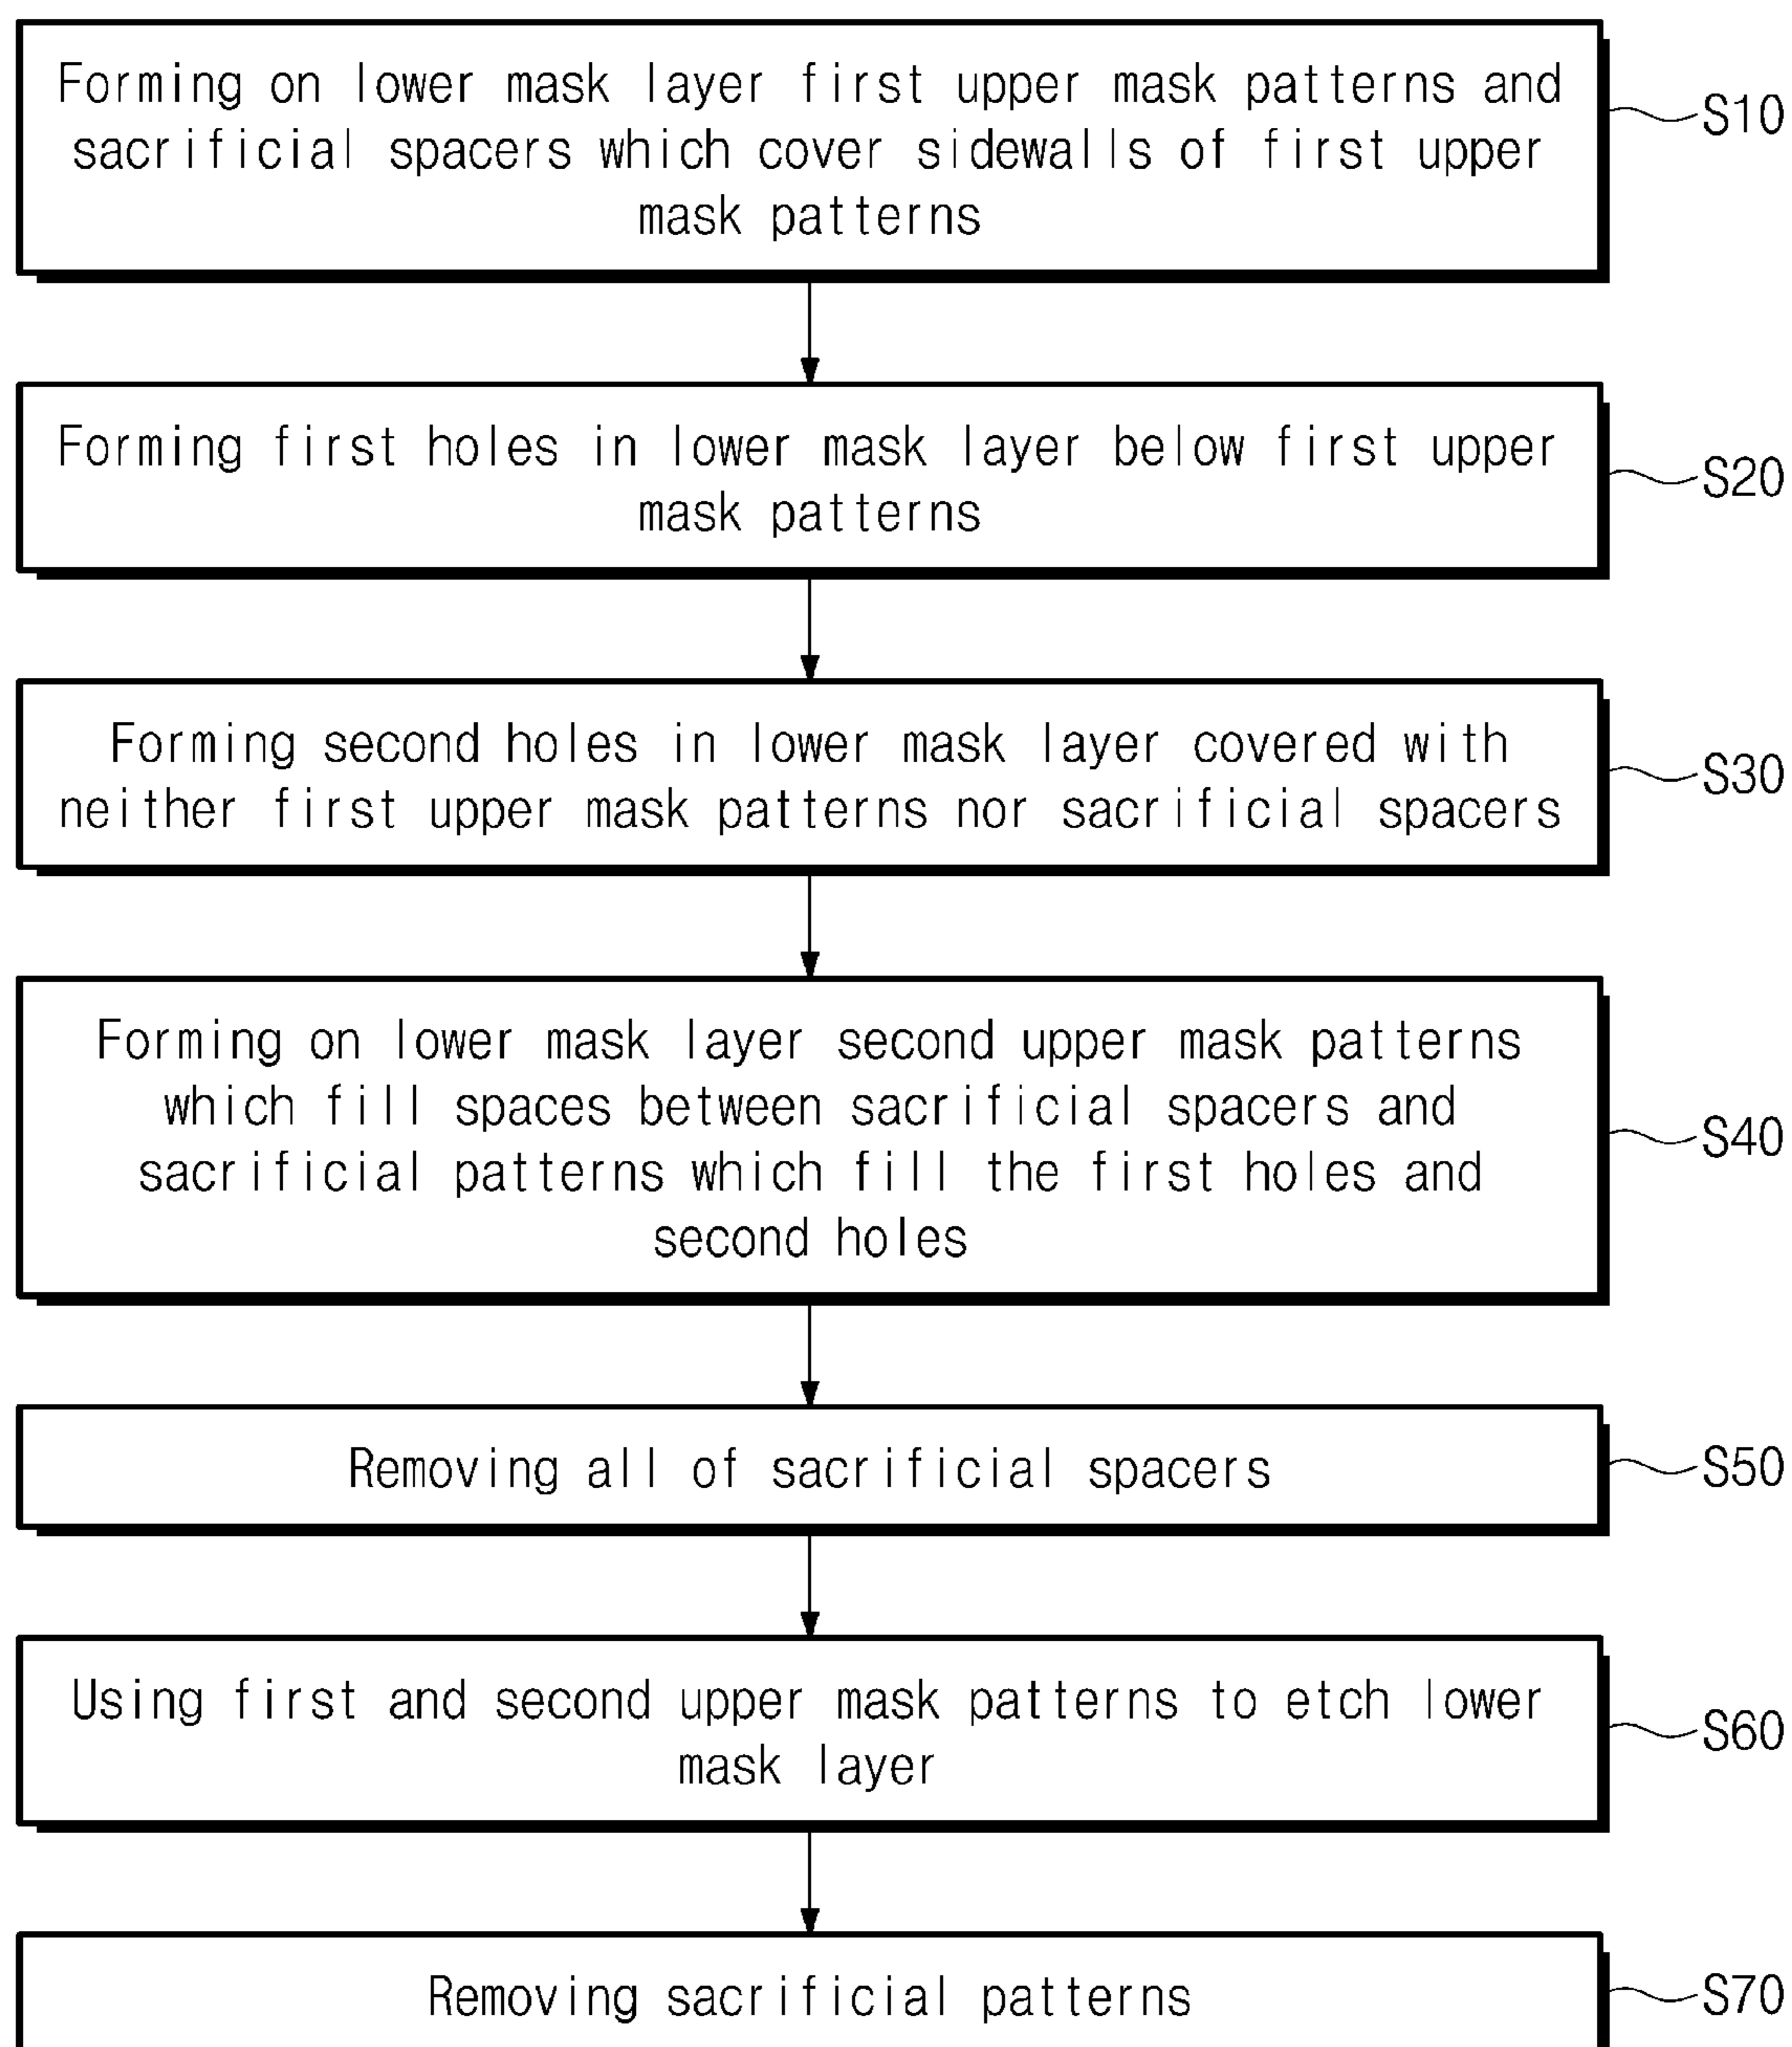 Forming on lower mask layer first upper mask patterns and
sacrificial spacers which cover sidewalls of first upper
mask patterns
S10
Forming first holes in lower mask layer below first upper
mask patterns
S20
Forming second holes in lower mask layer covered with
neither first upper mask patterns nor sacrificial spacers
S30
Forming on lower mask layer second upper mask patterns
which fill spaces between sacrificial spacers and
sacrificial patterns which fill the first holes and
second holes
S40
Removing all of sacrificial spacers
S50
Using first and second upper mask patterns to etch lower
mask layer
S60
Removing sacrificial patterns
S70